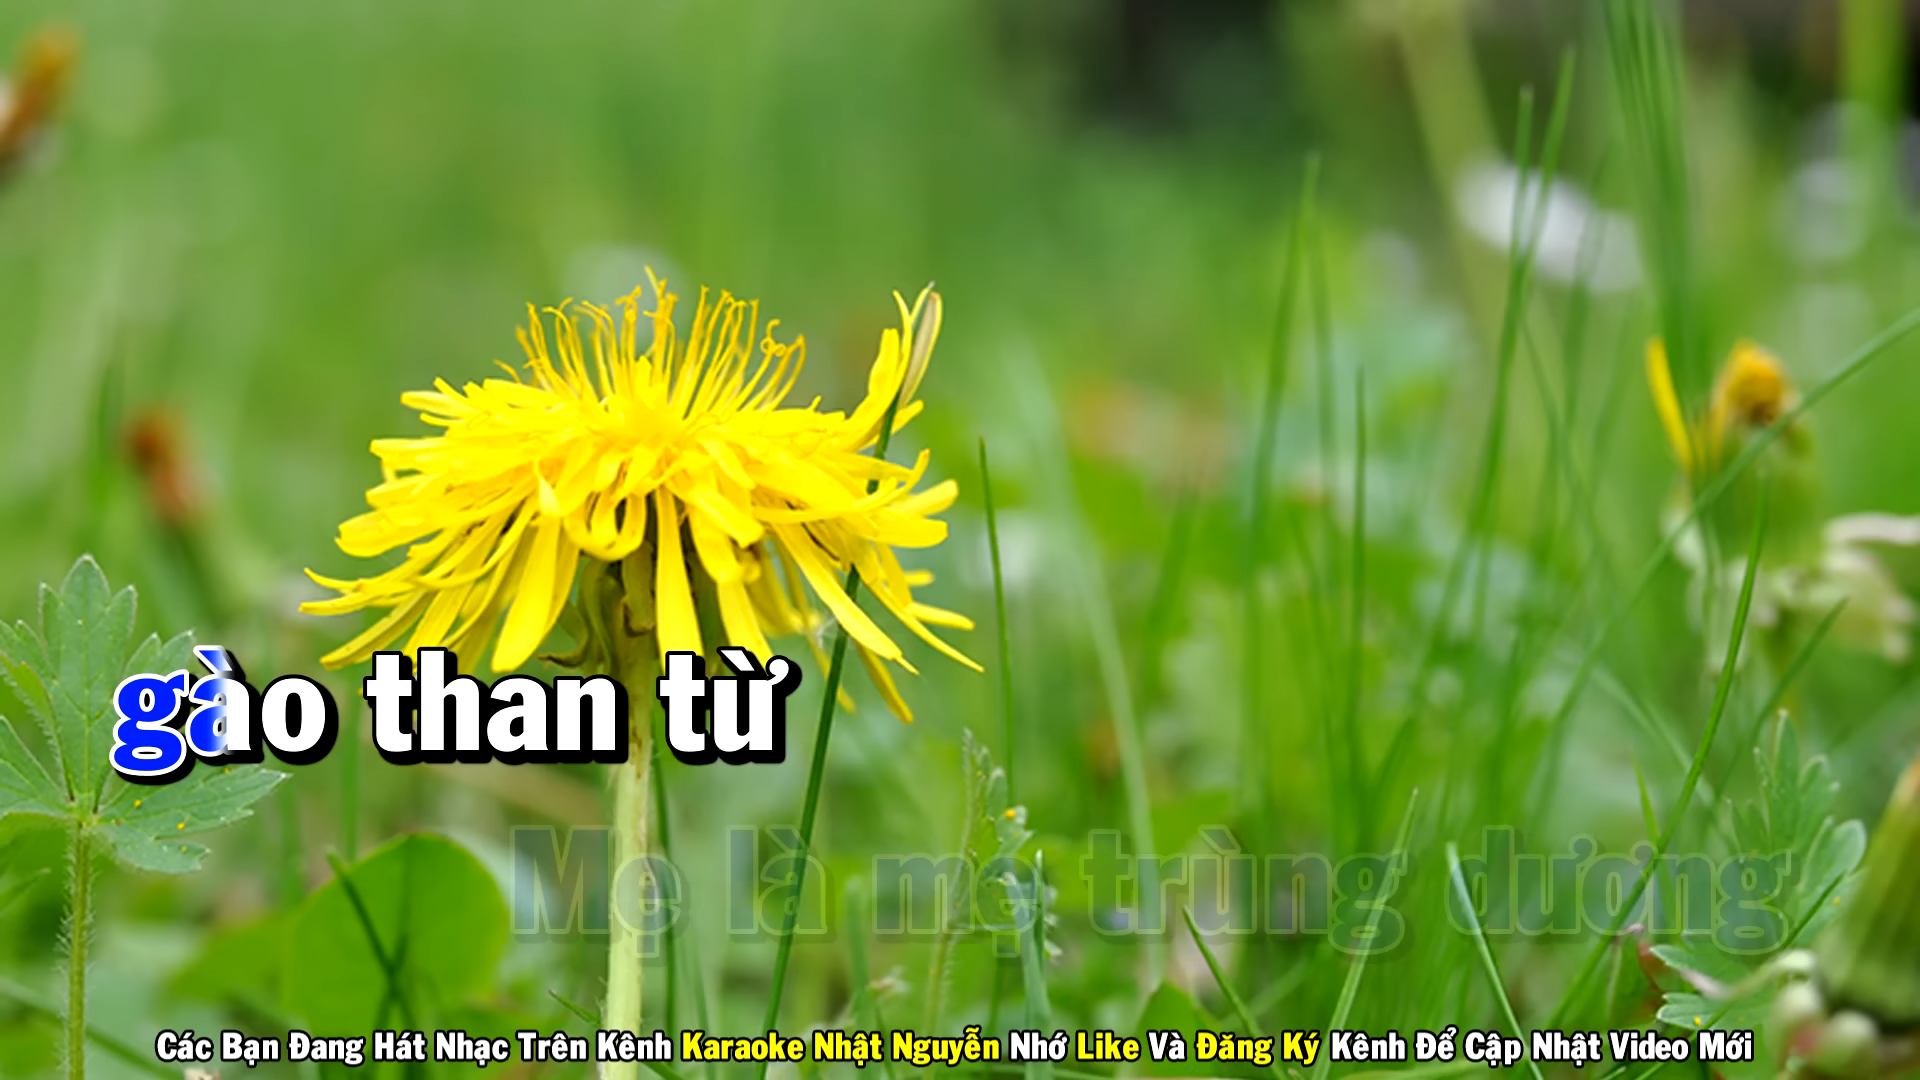 gào than từ
Mẹ là mẹ trùng dương
Các Bạn Đang Hát Nhạc Trên Kênh Karaoke Nhật Nguyễn Nhớ Like Và Đăng Ký Kênh Để Cập Nhật Video Mới